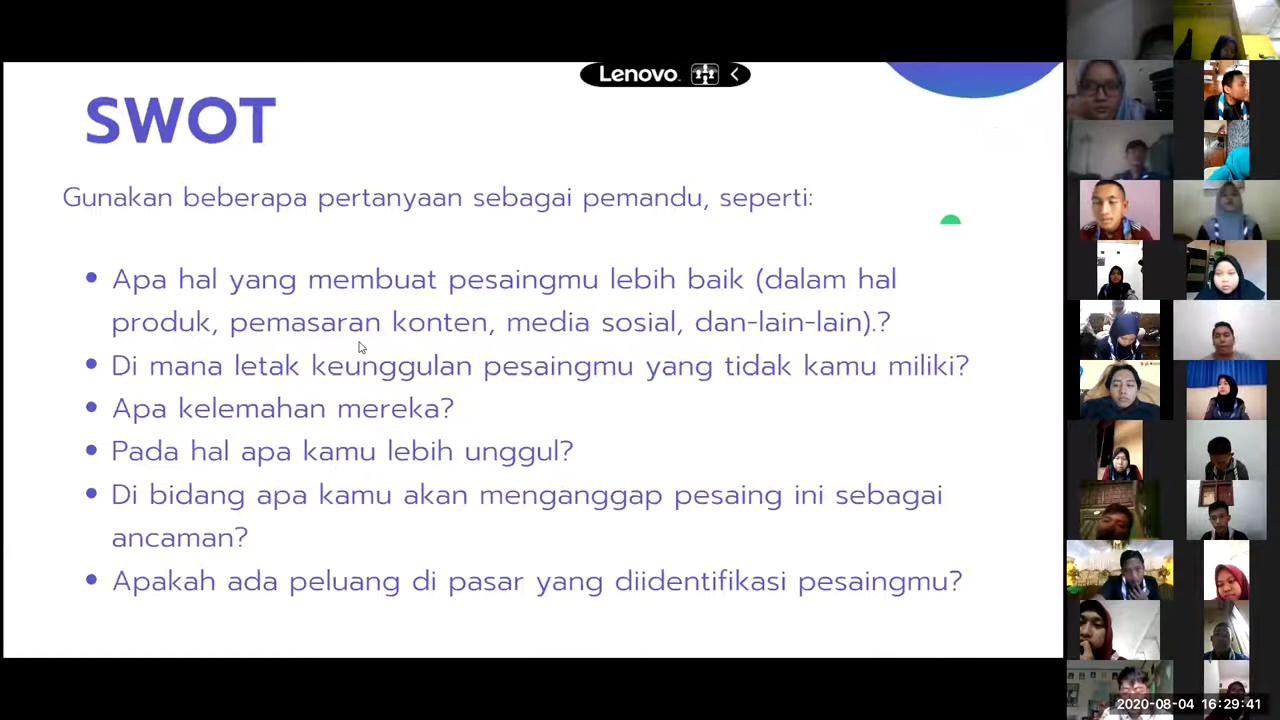 Lenovo
SWOT
Gunakan beberapa pertanyaan sebagai pemandu, seperti:
• Apa hal yang membuat pesaingmu lebih baik (dalam hal
produk, pemasaran konten, media sosial, dan-lain-lain).?
• Di mana letak keunggulan pesaingmu yang tidak kamu miliki?
• Apa kelemahan mereka?
• Pada hal apa kamu lebih unggul?
• Di bidang apa kamu akan menganggap pesaing ini sebagai
ancaman?
• Apakah ada peluang di pasar yang diidentifikasi pesaingmu?
2020-08-04 16:29:41